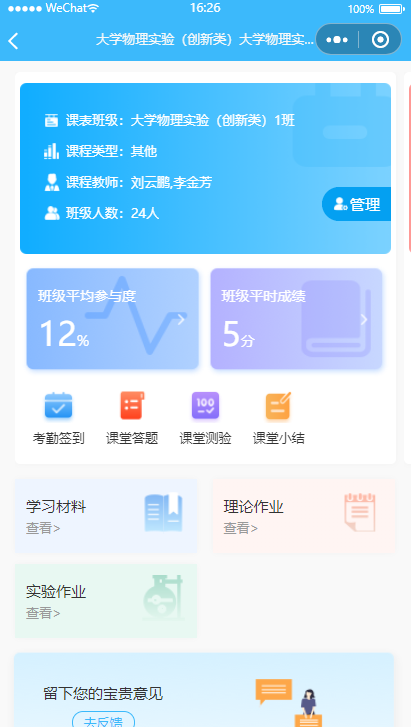 WeChat 16:26 100%
大学物理实验（创新类）大学物理实...
课表班级：大学物理实验（创新类）1班
课程类型：其他
课程教师：刘云鹏,李金芳
班级人数：24人
管理
班级平均参与度 班级平时成绩
12% 5分
100
考勤签到 课堂答题 课堂测验 课堂小结
学习材料 理论作业
查看> 查看>
实验作业
查看>
留下您的宝贵意见
去反馈